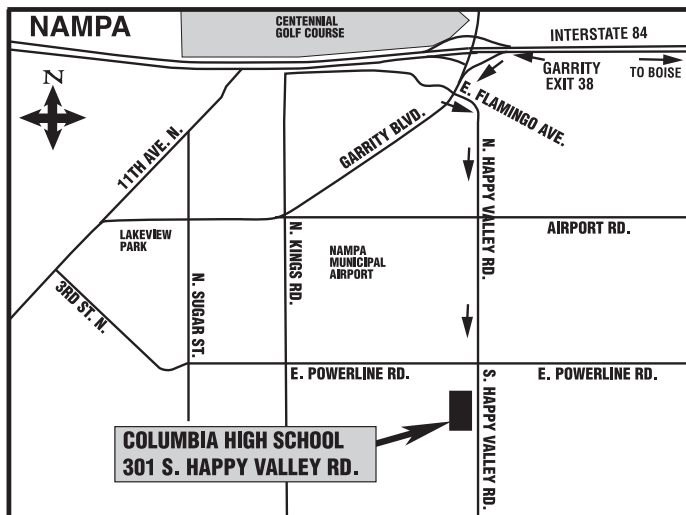 NAMPA
CENTENNIAL
GOLF COURSE
INTERSTATE 84
N
GARRITY
EXIT 38
TO BOISE
E. FLAMINGO AVE.
GARRITY BLVD.
11TH AVE. N.
N. HAPPY VALLEY RD.
LAKEVIEW
PARK
N. KINGS RD.
NAMPA
MUNICIPAL
AIRPORT
AIRPORT RD.
3RD ST. N.
N. SUGAR ST.
E. POWERLINE RD.
E. POWERLINE RD.
S. HAPPY VALLEY RD.
COLUMBIA HIGH SCHOOL
301 S. HAPPY VALLEY RD.